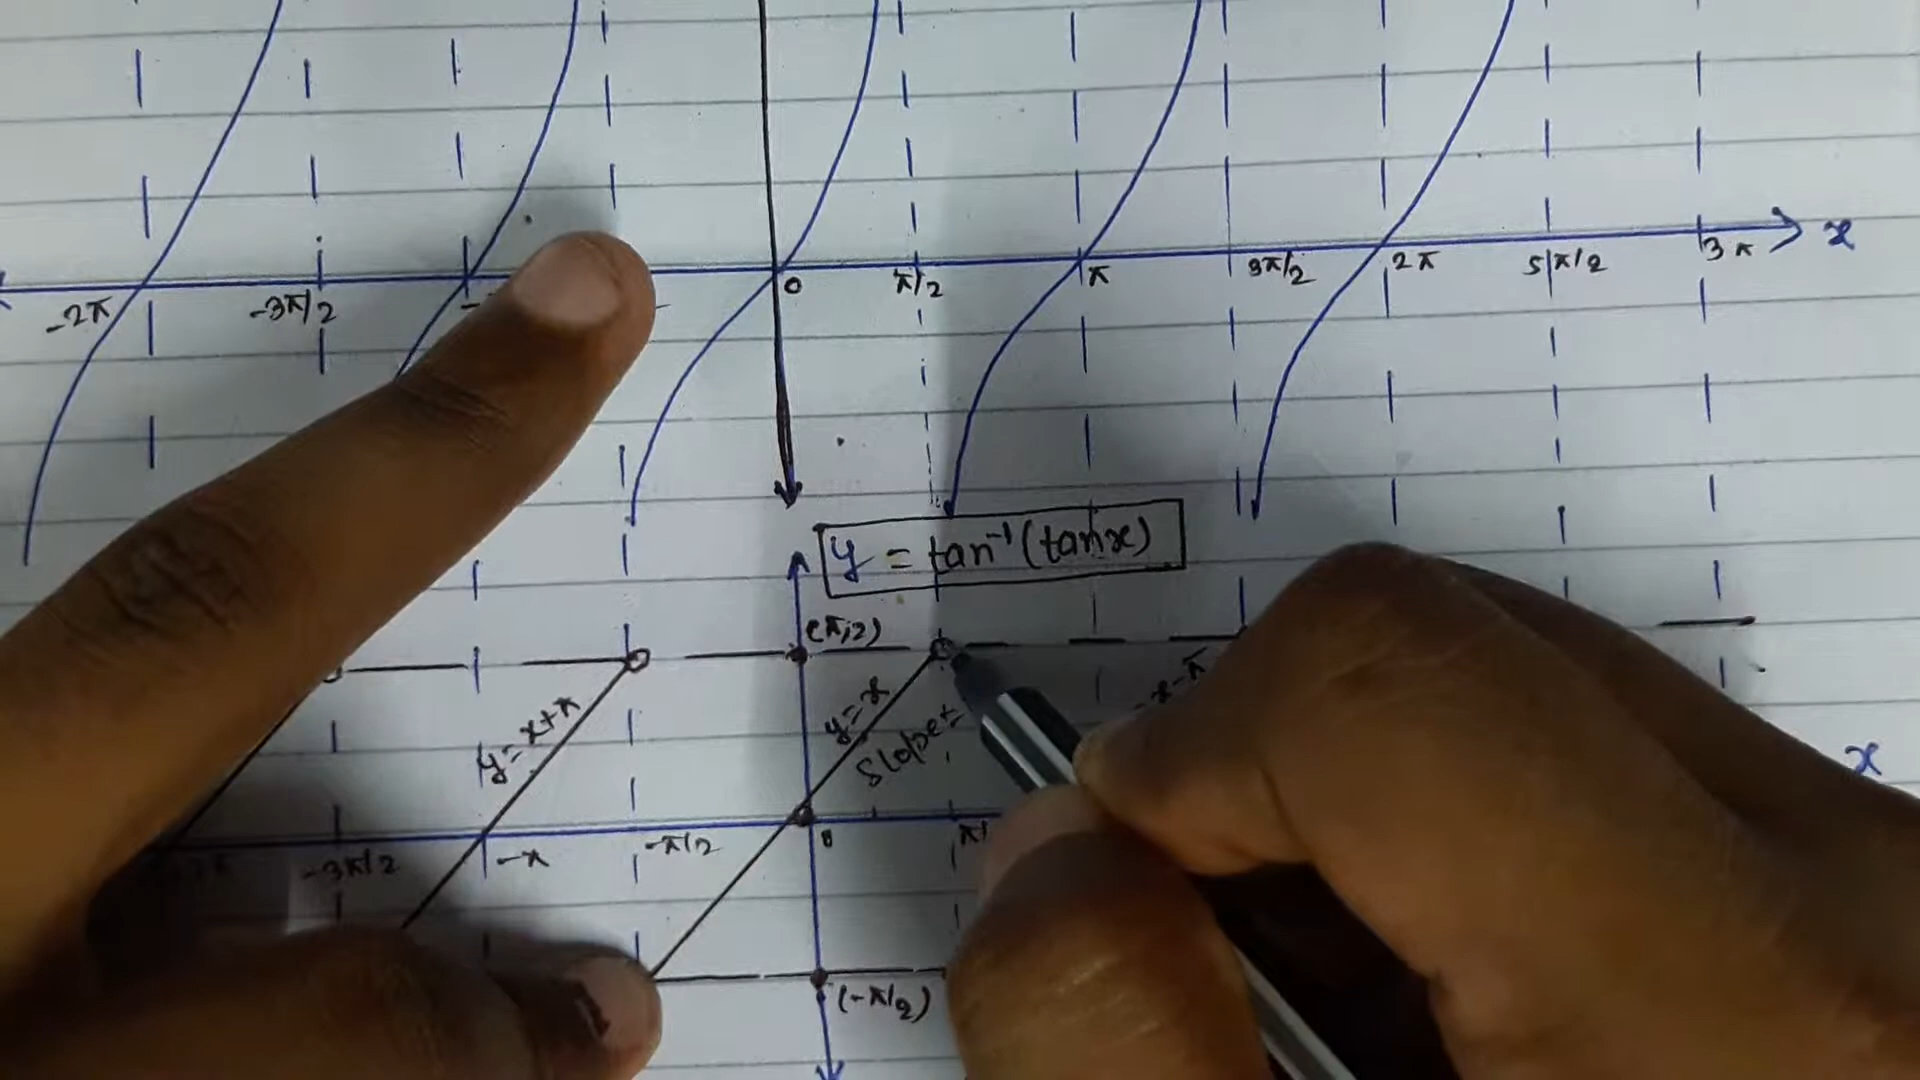 -2π -3π/2 0 π/2 π 3π/2 2π 5π/2 3π x
y = tan⁻¹(tanx)
(π/2)
y=x+π
y=x
slope=
x-π
x
-3π/2 -π -π/2 0
(-π/2)